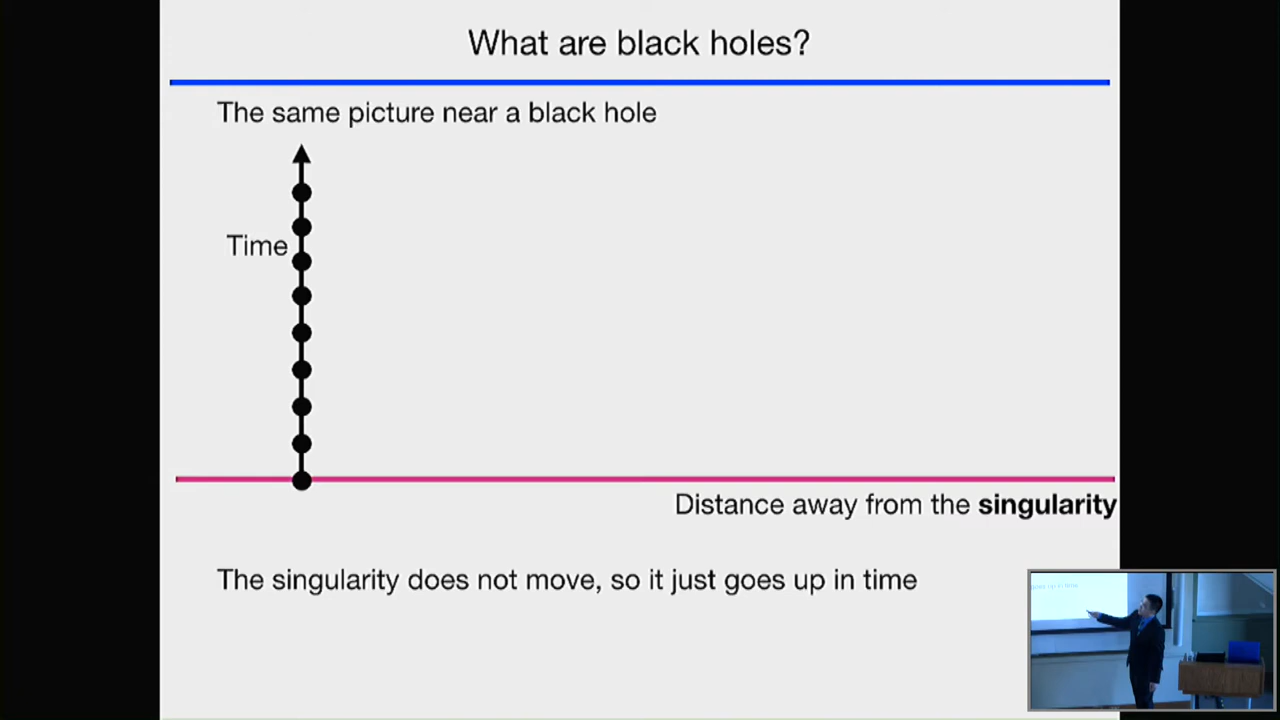 What are black holes?
The same picture near a black hole
Time
Distance away from the singularity
The singularity does not move, so it just goes up in time